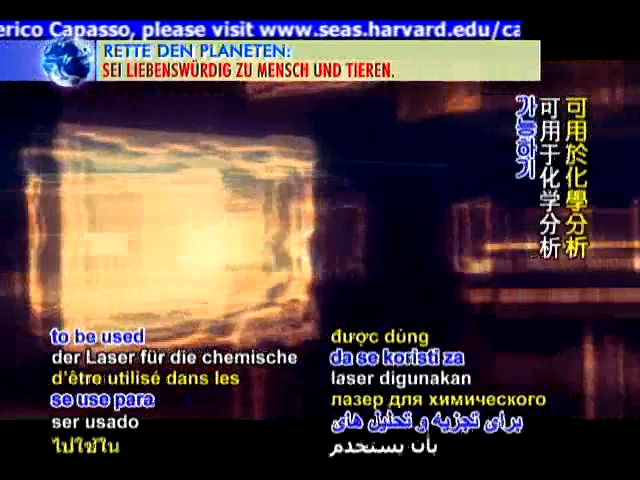 erico Capasso, please visit www.seas.harvard.edu/ca
RETTE DEN PLANETEN:
SEI LIEBENSWÜRDIG ZU MENSCH UND TIEREN.
可用於化學分析
可用于化学分析
가능하기
to be used
der Laser für die chemische
d'être utilisé dans les
se use para
ser usado
ไปใช้ใน
được dùng
da se koristi za
laser digunakan
лазер для химического
برای تجزیه و تحلیل های
بأن يستخدم